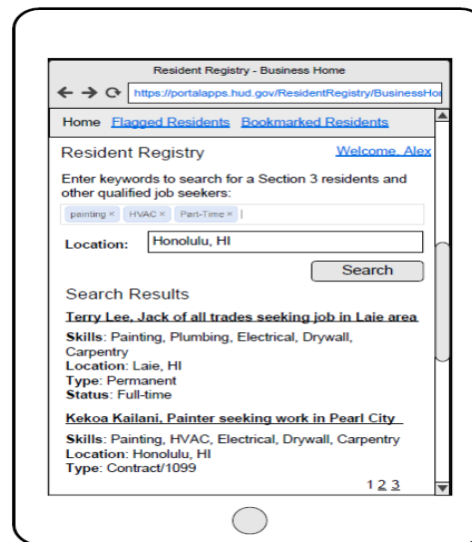 Resident Registry - Business Home
https://portalapps.hud.gov/ResidentRegistry/BusinessHo
Home Flagged Residents Bookmarked Residents
Resident Registry Welcome, Alex
Enter keywords to search for a Section 3 residents and
other qualified job seekers:
painting × HVAC × Part-Time ×
Location: Honolulu, HI
Search
Search Results
Terry Lee, Jack of all trades seeking job in Laie area
Skills: Painting, Plumbing, Electrical, Drywall,
Carpentry
Location: Laie, HI
Type: Permanent
Status: Full-time
Kekoa Kailani, Painter seeking work in Pearl City
Skills: Painting, HVAC, Electrical, Drywall, Carpentry
Location: Honolulu, HI
Type: Contract/1099
1 2 3